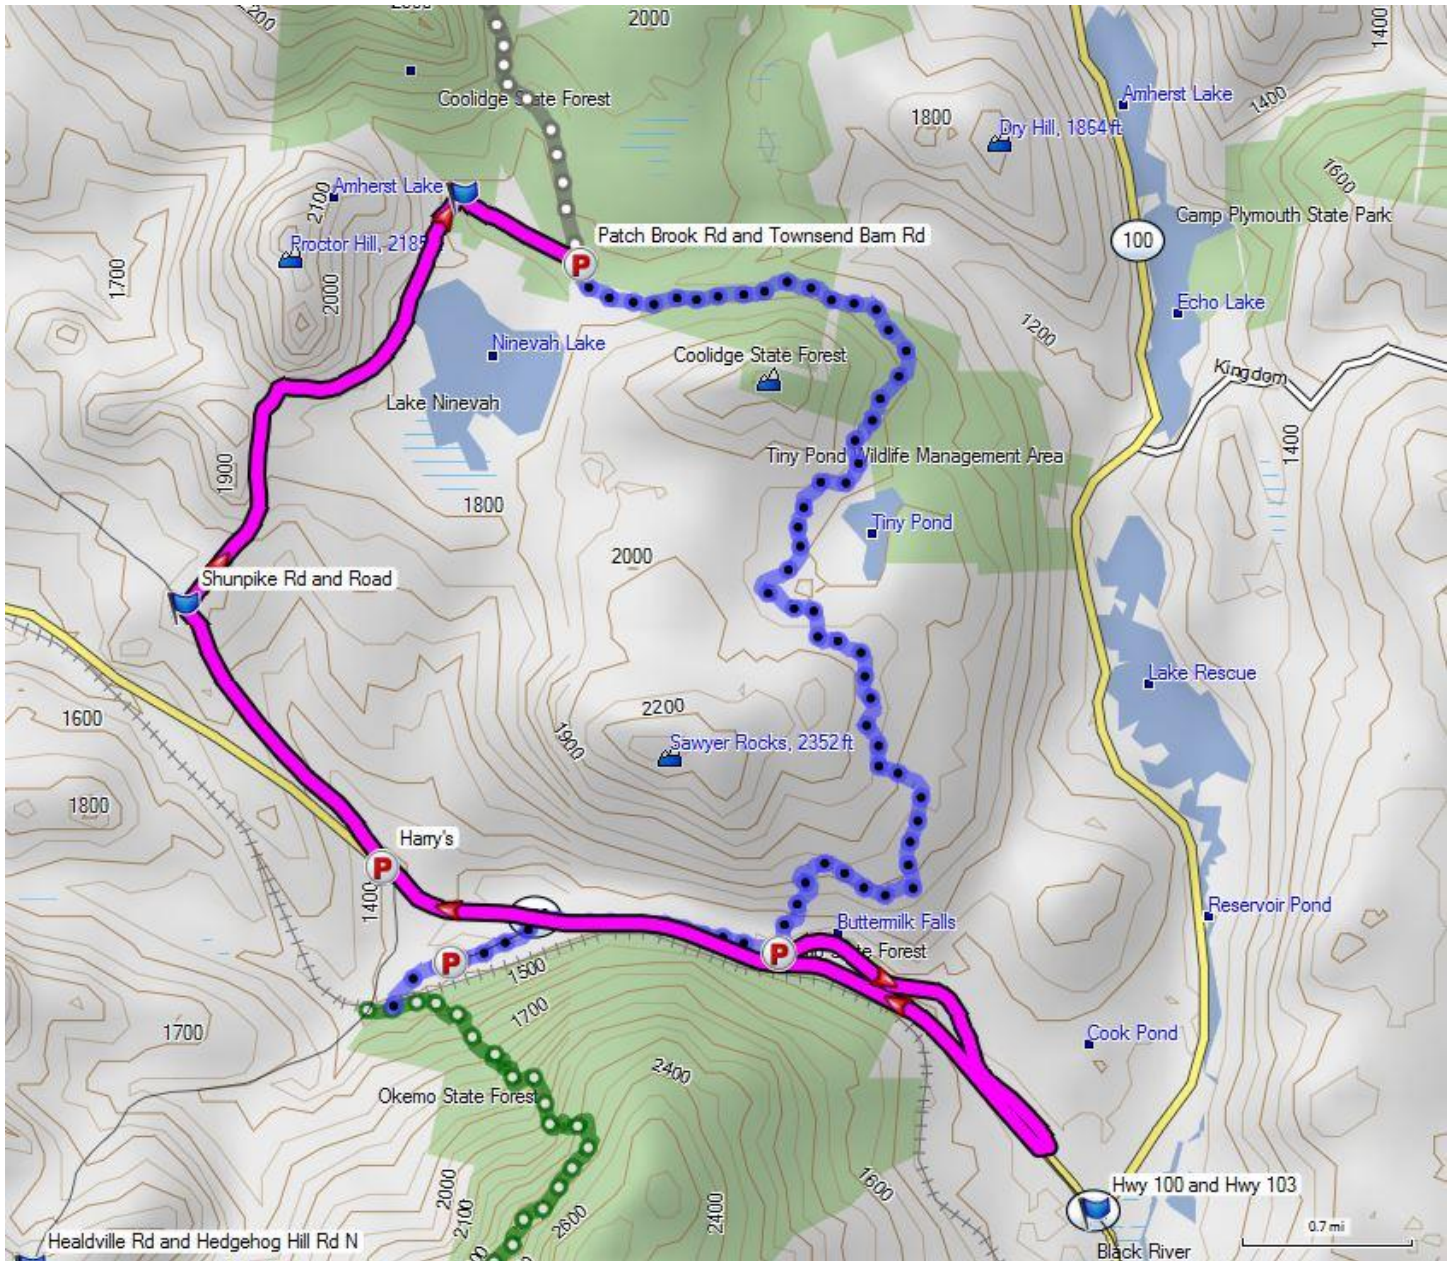 2000
1400
200
Coolidge State Forest
Amherst Lake
1400
1800
Dry Hill, 1864 ft
1600
Amherst Lake
2100
Camp Plymouth State Park
Patch Brook Rd and Townsend Barn Rd
100
Proctor Hill, 2185
1700
2000
Echo Lake
1200
Ninevah Lake
Coolidge State Forest
Kingdom
Lake Ninevah
1400
Tiny Pond Wildlife Management Area
1900
1800
Tiny Pond
2000
Shunpike Rd and Road
Lake Rescue
2200
1600
1900
Sawyer Rocks, 2352 ft
1800
Harry's
P
1400
Reservoir Pond
Buttermilk Falls
State Forest
P
P
P
1500
1700
1700
Cook Pond
2400
Okemo State Forest
2000
2100
2600
2400
1600
Hwy 100 and Hwy 103
0.7 mi
Healdville Rd and Hedgehog Hill Rd N
Black River